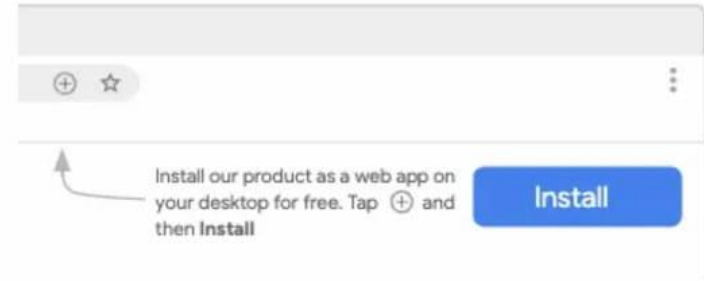 Install our product as a web app on
your desktop for free. Tap ⊕ and
then Install
Install